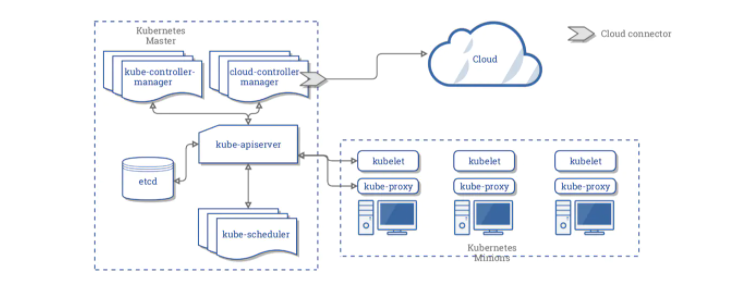 Kubernetes
Master
kube-controller-
manager
cloud-controller
manager
Cloud
Cloud connector
kube-apiserver
etcd
kube-scheduler
kubelet
kubelet
kubelet
kube-proxy
kube-proxy
kube-proxy
Kubernetes
Minions